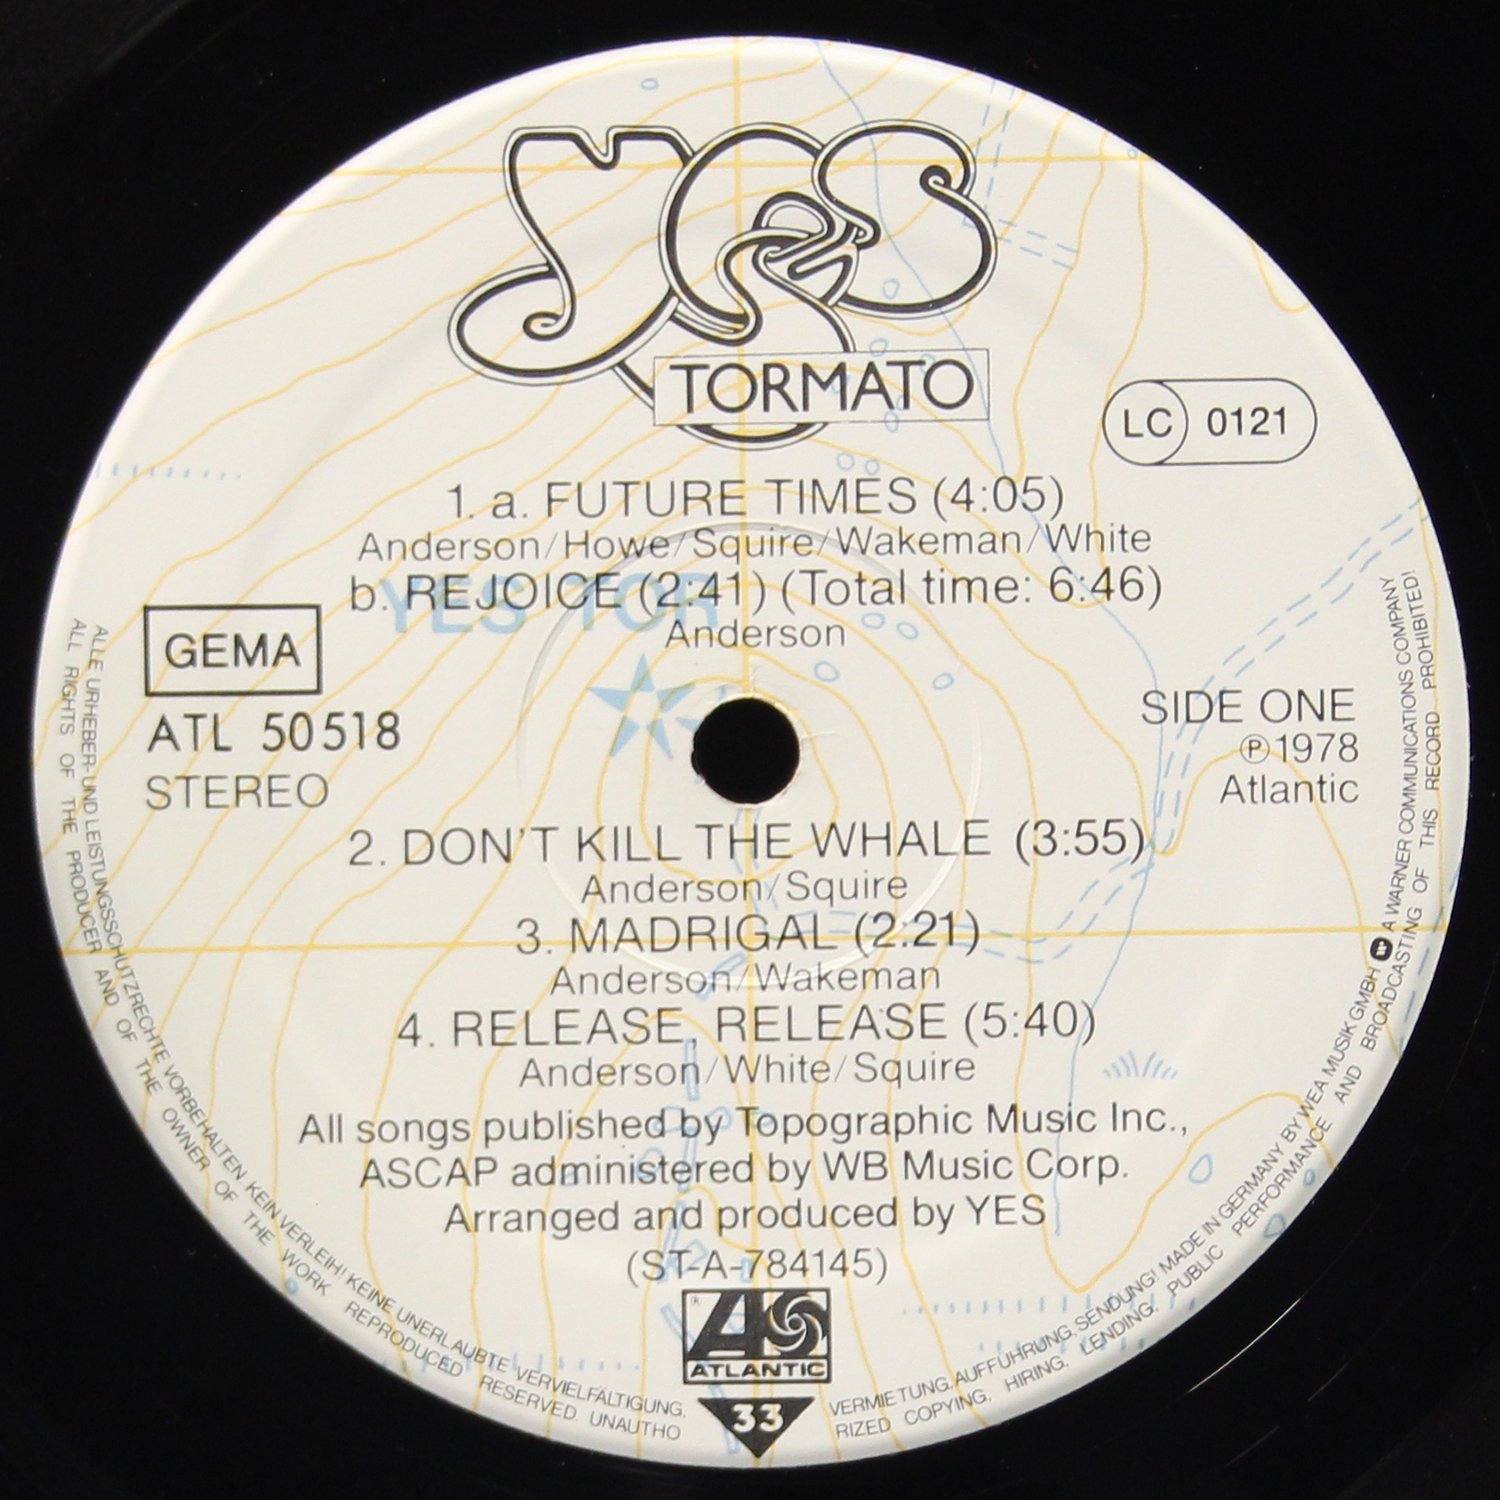 YES
TORMATO
LC 0121
1. a. FUTURE TIMES (4:05)
Anderson/Howe/Squire/Wakeman/White
b. REJOICE (2:41) (Total time: 6:46)
Anderson
YES TOR
GEMA
ATL 50518
STEREO
SIDE ONE
Ⓟ1978
Atlantic
2. DON'T KILL THE WHALE (3:55)
Anderson/Squire
3. MADRIGAL (2:21)
Anderson/Wakeman
4. RELEASE, RELEASE (5:40)
Anderson/White/Squire
All songs published by Topographic Music Inc.,
ASCAP administered by WB Music Corp.
Arranged and produced by YES
(ST-A-784145)
®
ATLANTIC
33
ALLE URHEBER- UND LEISTUNGSSCHUTZRECHTE VORBEHALTEN KEIN VERLEIH! KEINE UNERLAUBTE VERVIELFÄLTIGUNG, VERMIETUNG, AUFFÜHRUNG, SENDUNG! MADE IN GERMANY BY WEA MUSIK GMBH A WARNER COMMUNICATIONS COMPANY
ALL RIGHTS OF THE PRODUCER AND OF THE OWNER OF THE WORK REPRODUCED RESERVED. UNAUTHORIZED COPYING, HIRING, LENDING, PUBLIC PERFORMANCE AND BROADCASTING OF THIS RECORD PROHIBITED!